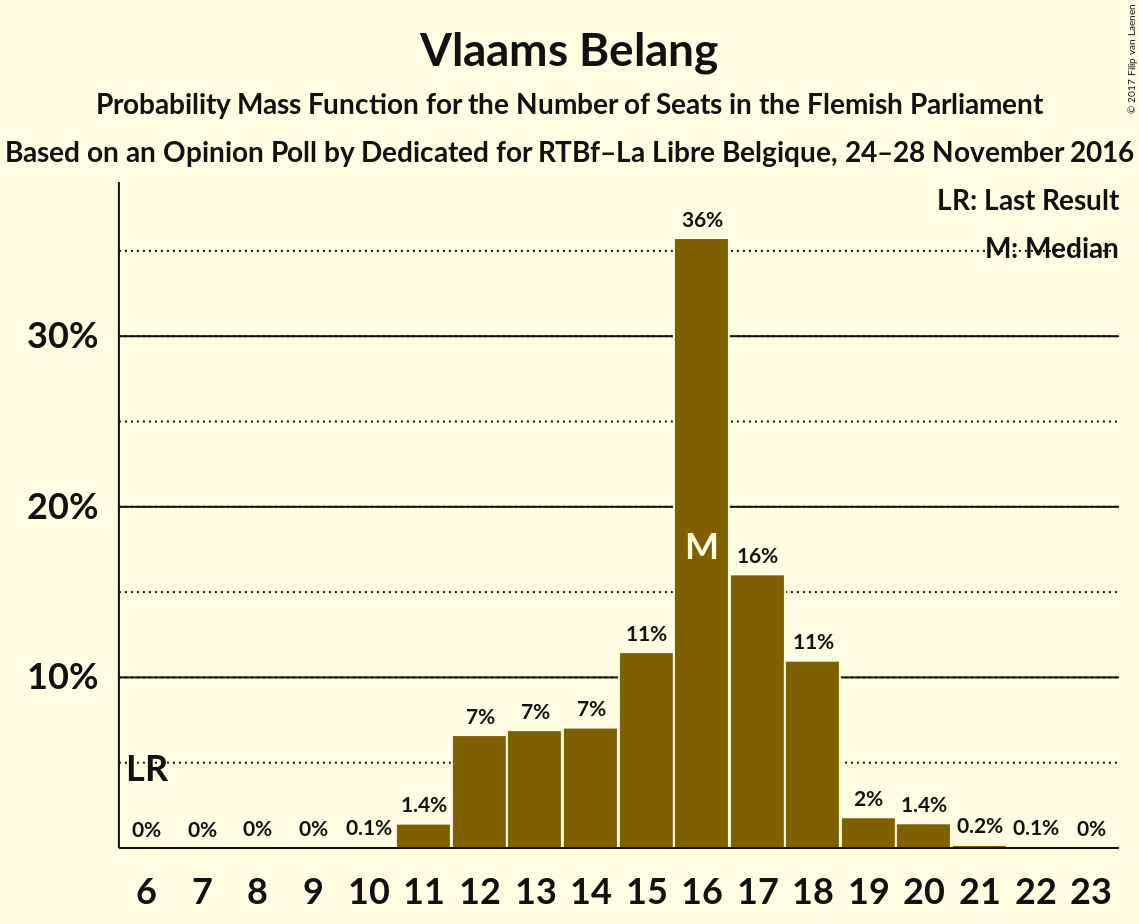 Vlaams Belang
Probability Mass Function for the Number of Seats in the Flemish Parliament
Based on an Opinion Poll by Dedicated for RTBf–La Libre Belgique, 24–28 November 2016
© 2017 Filip van Laenen
LR: Last Result
M: Median
36%
30%
20%
M
16%
11%
11%
10%
7%
7%
7%
LR
1.4%
2%
1.4%
0%
0%
0%
0%
0.1%
0.2%
0.1%
0%
6 7 8 9 10 11 12 13 14 15 16 17 18 19 20 21 22 23